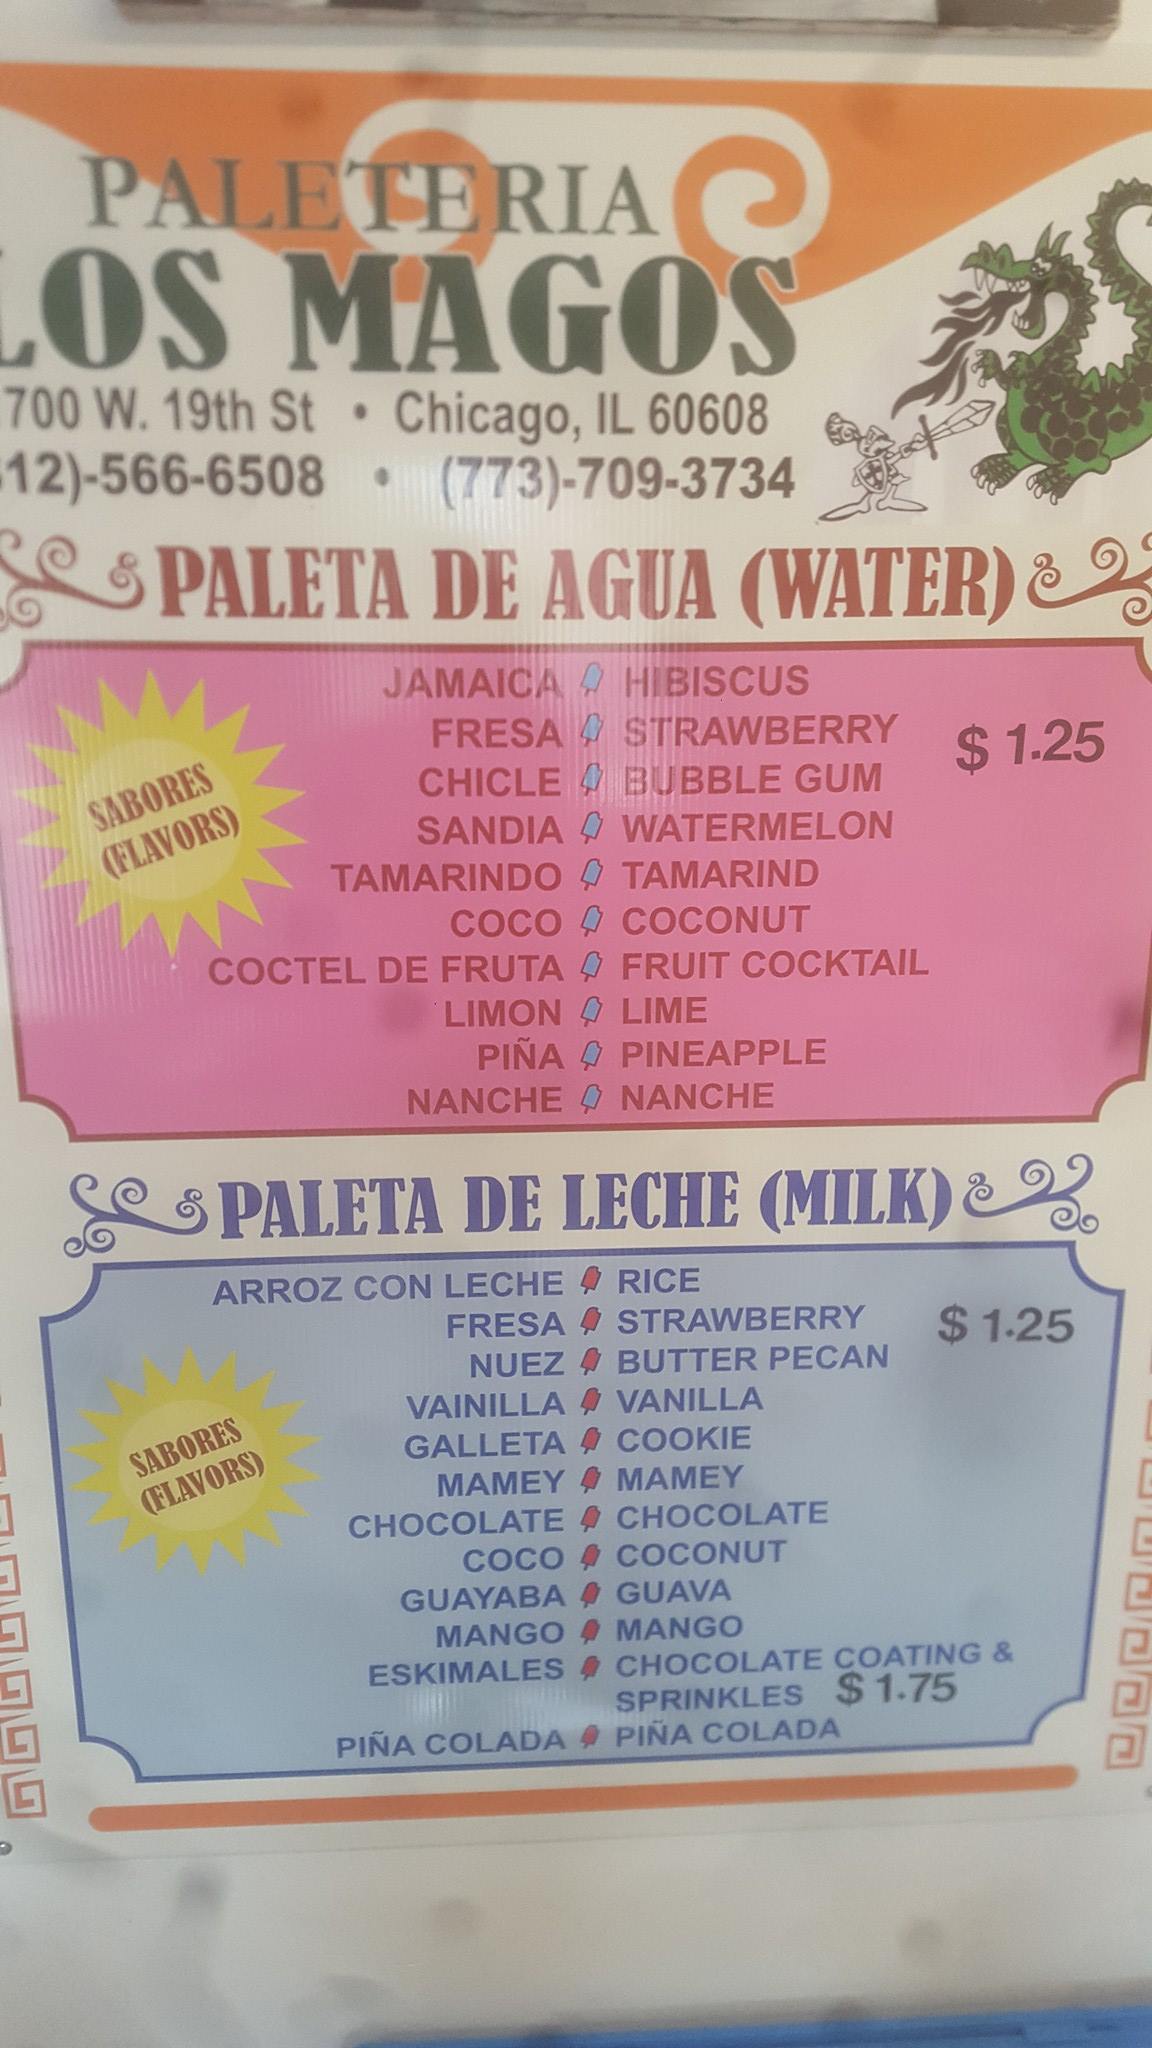 PALETERIA
LOS MAGOS
700 W. 19th St • Chicago, IL 60608
12)-566-6508 • (773)-709-3734
PALETA DE AGUA (WATER)
SABORES
(FLAVORS)
JAMAICA HIBISCUS
FRESA STRAWBERRY
$ 1.25
CHICLE BUBBLE GUM
SANDIA WATERMELON
TAMARINDO TAMARIND
COCO COCONUT
COCTEL DE FRUTA FRUIT COCKTAIL
LIMON LIME
PIÑA PINEAPPLE
NANCHE NANCHE
PALETA DE LECHE (MILK)
SABORES
(FLAVORS)
ARROZ CON LECHE RICE
FRESA STRAWBERRY
$ 1.25
NUEZ BUTTER PECAN
VAINILLA VANILLA
GALLETA COOKIE
MAMEY MAMEY
CHOCOLATE CHOCOLATE
COCO COCONUT
GUAYABA GUAVA
MANGO MANGO
ESKIMALES CHOCOLATE COATING &
SPRINKLES $ 1.75
PIÑA COLADA PIÑA COLADA